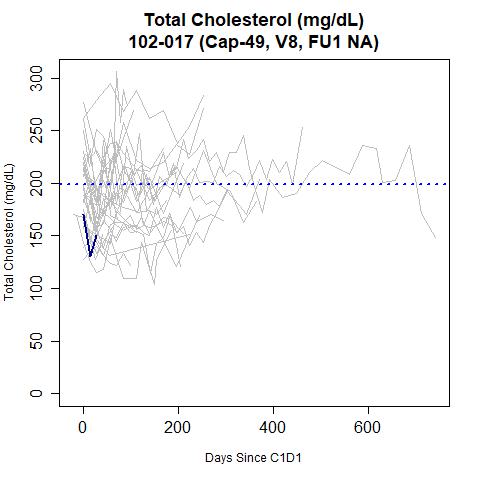 Total Cholesterol (mg/dL)
102-017 (Cap-49, V8, FU1 NA)
Total Cholesterol (mg/dL)
300
250
200
150
100
50
0
0 200 400 600
Days Since C1D1